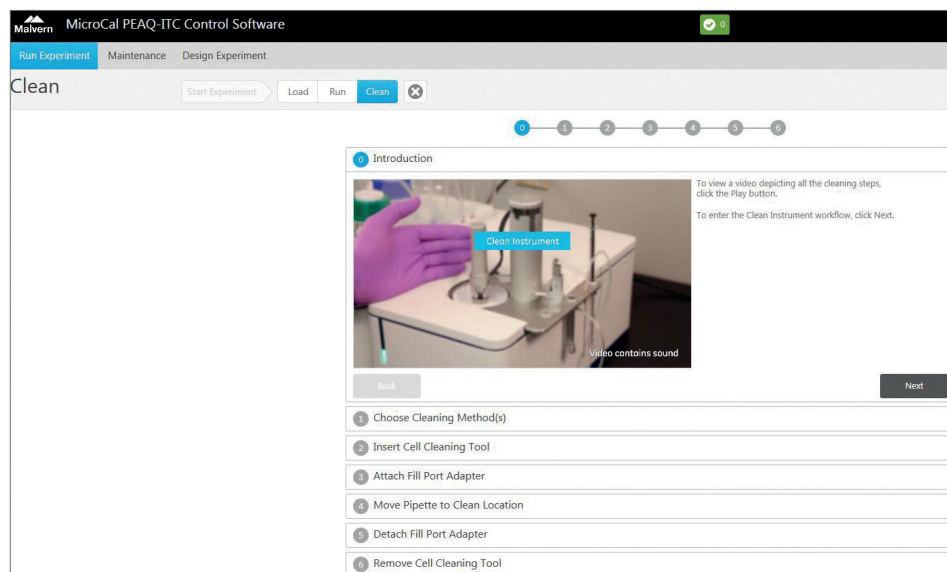 Malvern MicroCal PEAQ-ITC Control Software 0
Run Experiment Maintenance Design Experiment
Clean Start Experiment Load Run Clean
0 1 2 3 4 5 6
0 Introduction
To view a video depicting all the cleaning steps,
click the Play button.
To enter the Clean Instrument workflow, click Next.
Clean Instrument
Video contains sound
Back Next
1 Choose Cleaning Method(s)
2 Insert Cell Cleaning Tool
3 Attach Fill Port Adapter
4 Move Pipette to Clean Location
5 Detach Fill Port Adapter
6 Remove Cell Cleaning Tool